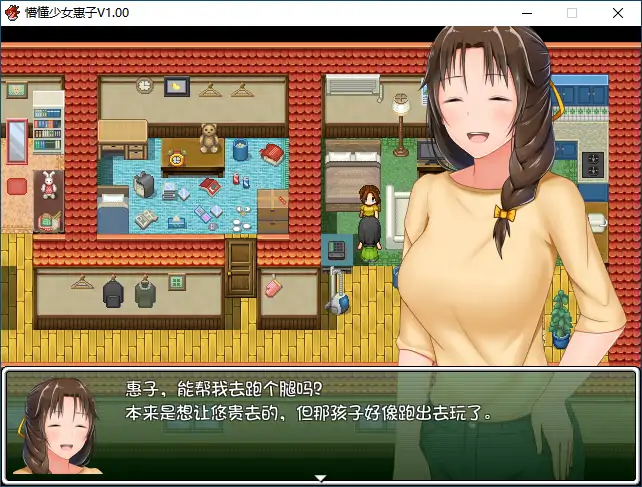 懵懂少女惠子V1.00
惠子，能帮我去跑个腿吗？
本来是想让悠贵去的，但那孩子好像跑出去玩了。